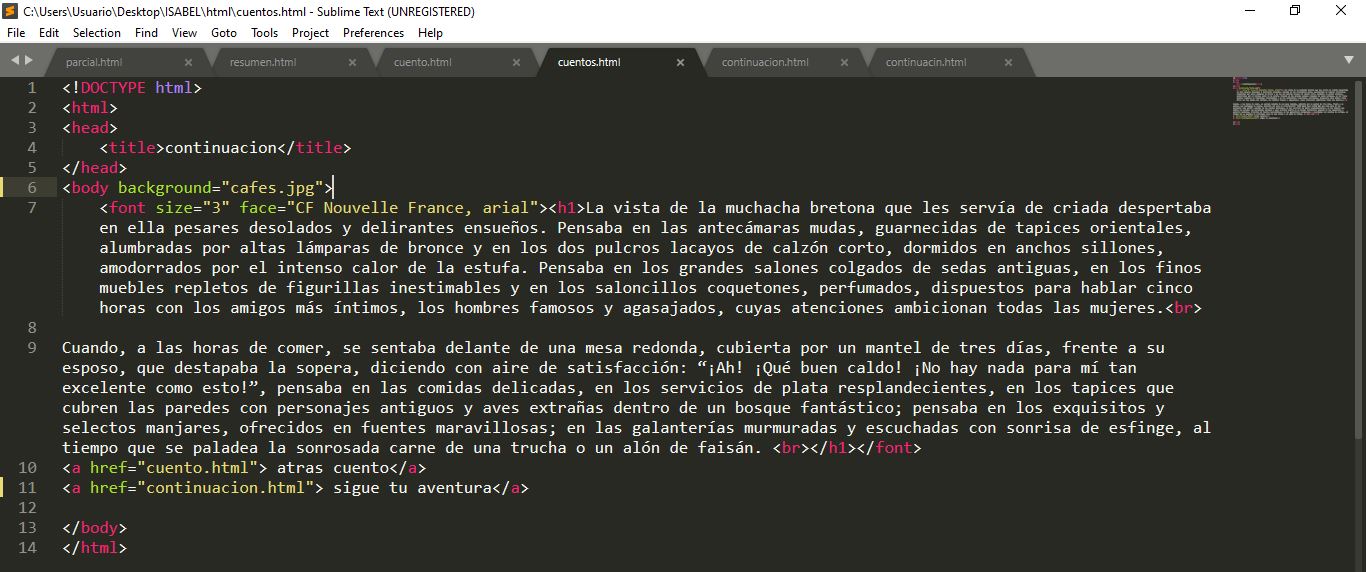 C:\Users\Usuario\Desktop\ISABEL\html\cuentos.html - Sublime Text (UNREGISTERED)
File Edit Selection Find View Goto Tools Project Preferences Help
parcial.html × resumen.html × cuento.html × cuentos.html × continuacion.html × continuacin.html ×
1 <!DOCTYPE html>
2 <html>
3 <head>
4 <title>continuacion</title>
5 </head>
6 <body background="cafes.jpg">
7 <font size="3" face="CF Nouvelle France, arial"><h1>La vista de la muchacha bretona que les servía de criada despertaba
en ella pesares desolados y delirantes ensueños. Pensaba en las antecámaras mudas, guarnecidas de tapices orientales,
alumbradas por altas lámparas de bronce y en los dos pulcros lacayos de calzón corto, dormidos en anchos sillones,
amodorrados por el intenso calor de la estufa. Pensaba en los grandes salones colgados de sedas antiguas, en los finos
muebles repletos de figurillas inestimables y en los saloncillos coquetones, perfumados, dispuestos para hablar cinco
horas con los amigos más íntimos, los hombres famosos y agasajados, cuyas atenciones ambicionan todas las mujeres.<br>
8
9 Cuando, a las horas de comer, se sentaba delante de una mesa redonda, cubierta por un mantel de tres días, frente a su
esposo, que destapaba la sopera, diciendo con aire de satisfacción: “¡Ah! ¡Qué buen caldo! ¡No hay nada para mí tan
excelente como esto!”, pensaba en las comidas delicadas, en los servicios de plata resplandecientes, en los tapices que
cubren las paredes con personajes antiguos y aves extrañas dentro de un bosque fantástico; pensaba en los exquisitos y
selectos manjares, ofrecidos en fuentes maravillosas; en las galanterías murmuradas y escuchadas con sonrisa de esfinge, al
tiempo que se paladea la sonrosada carne de una trucha o un alón de faisán. <br></h1></font>
10 <a href="cuento.html"> atras cuento</a>
11 <a href="continuacion.html"> sigue tu aventura</a>
12
13 </body>
14 </html>